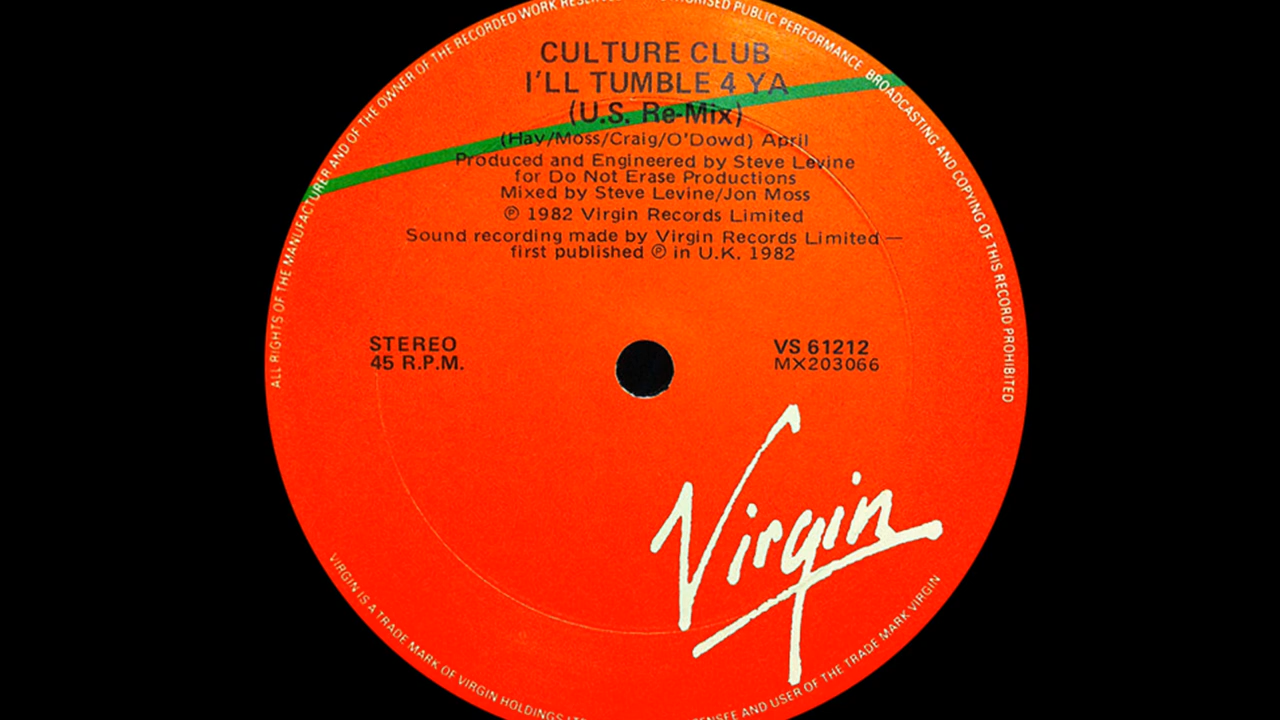 CULTURE CLUB
I'LL TUMBLE 4 YA
(U.S. Re-Mix)
(Hay/Moss/Craig/O'Dowd) April
Produced and Engineered by Steve Levine
for Do Not Erase Productions
Mixed by Steve Levine/Jon Moss
℗ 1982 Virgin Records Limited
Sound recording made by Virgin Records Limited —
first published ℗ in U.K. 1982
STEREO
45 R.P.M.
VS 61212
MX203066
Virgin
ALL RIGHTS OF THE MANUFACTURER AND OF THE OWNER OF THE RECORDED WORK PUBLIC PERFORMANCE BROADCASTING AND COPYING OF THIS RECORD PROHIBITED
VIRGIN IS A TRADE MARK OF VIRGIN HOLDINGS AND USER OF THE TRADE MARK VIRGIN